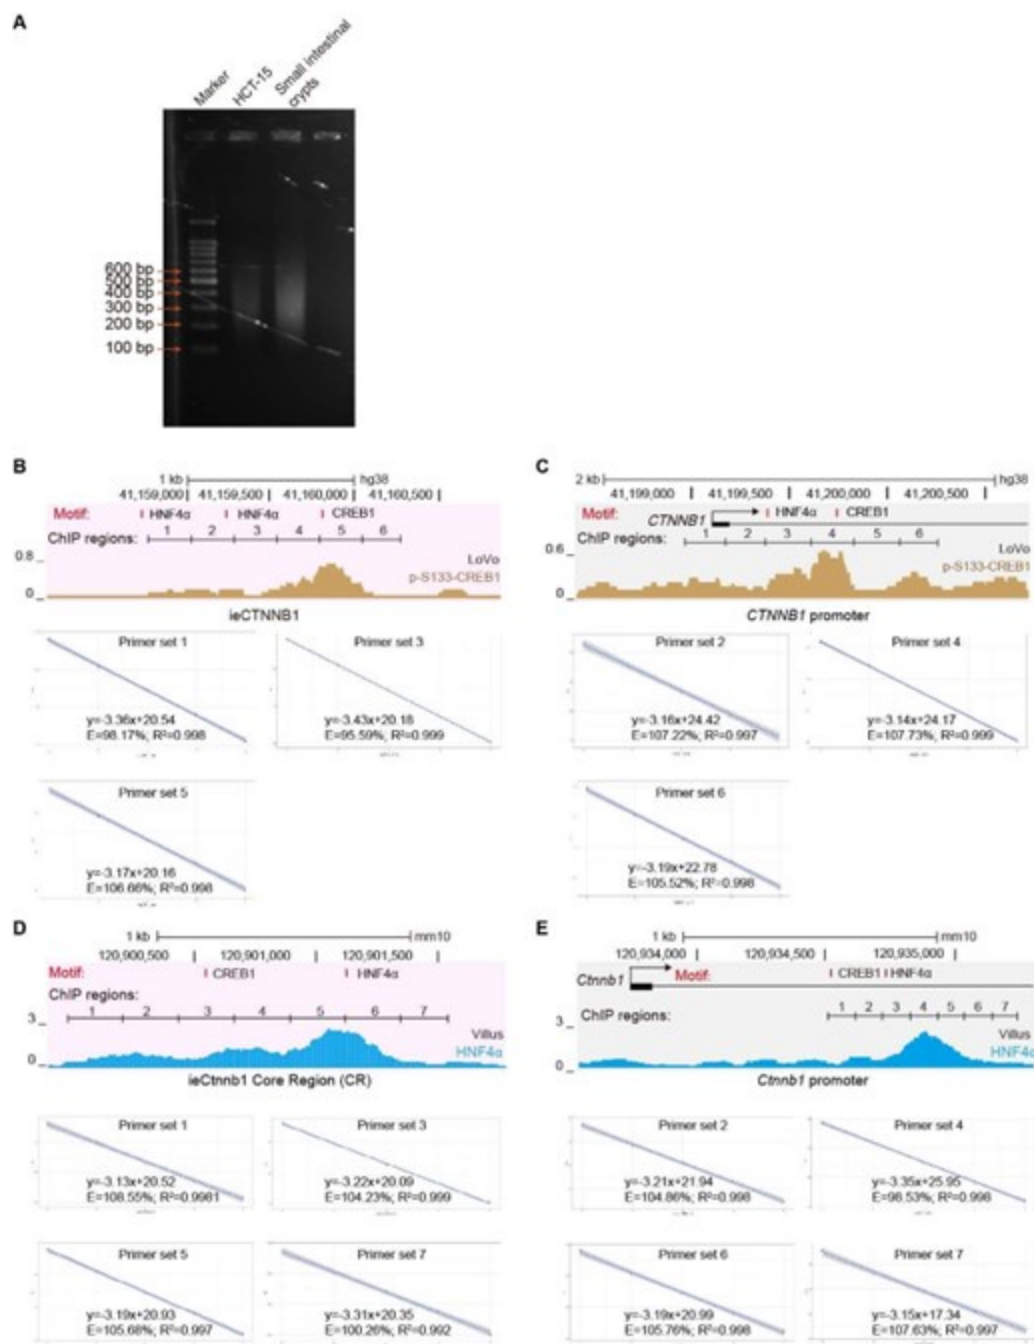 A
Marker
HCT-15
Small intestinal
crypts
600 bp
500 bp
400 bp
300 bp
200 bp
100 bp
B
1 kb hg38
41,159,000 41,159,500 41,160,000 41,160,500
Motif: HNF4α HNF4α CREB1
ChIP regions: 1 2 3 4 5 6
0.8
LoVo
p-S133-CREB1
0
ieCTNNB1
Primer set 1
y=-3.36x+20.54
E=98.17%; R²=0.998
Primer set 3
y=-3.43x+20.18
E=95.59%; R²=0.999
Primer set 5
y=-3.17x+20.16
E=106.66%; R²=0.998
C
2 kb hg38
41,199,000 41,199,500 41,200,000 41,200,500
Motif: HNF4α CREB1
CTNNB1
ChIP regions: 1 2 3 4 5 6
0.6
LoVo
p-S133-CREB1
0
CTNNB1 promoter
Primer set 2
y=-3.16x+24.42
E=107.22%; R²=0.997
Primer set 4
y=-3.14x+24.17
E=107.73%; R²=0.999
Primer set 6
y=-3.19x+22.78
E=105.52%; R²=0.998
D
1 kb mm10
120,900,500 120,901,000 120,901,500
Motif: CREB1 HNF4α
ChIP regions:
1 2 3 4 5 6 7
3
Villus
HNF4α
0
ieCtnnb1 Core Region (CR)
Primer set 1
y=-3.13x+20.52
E=108.55%; R²=0.9981
Primer set 3
y=-3.22x+20.09
E=104.23%; R²=0.999
Primer set 5
y=-3.19x+20.93
E=105.68%; R²=0.997
Primer set 7
y=-3.31x+20.35
E=100.26%; R²=0.992
E
1 kb mm10
120,934,000 120,934,500 120,935,000
Ctnnb1 Motif: CREB1 HNF4α
ChIP regions: 1 2 3 4 5 6 7
3
Villus
HNF4α
0
Ctnnb1 promoter
Primer set 2
y=-3.21x+21.94
E=104.86%; R²=0.998
Primer set 4
y=-3.35x+25.95
E=98.53%; R²=0.998
Primer set 6
y=-3.19x+20.99
E=105.76%; R²=0.998
Primer set 7
y=-3.15x+17.34
E=107.63%; R²=0.997